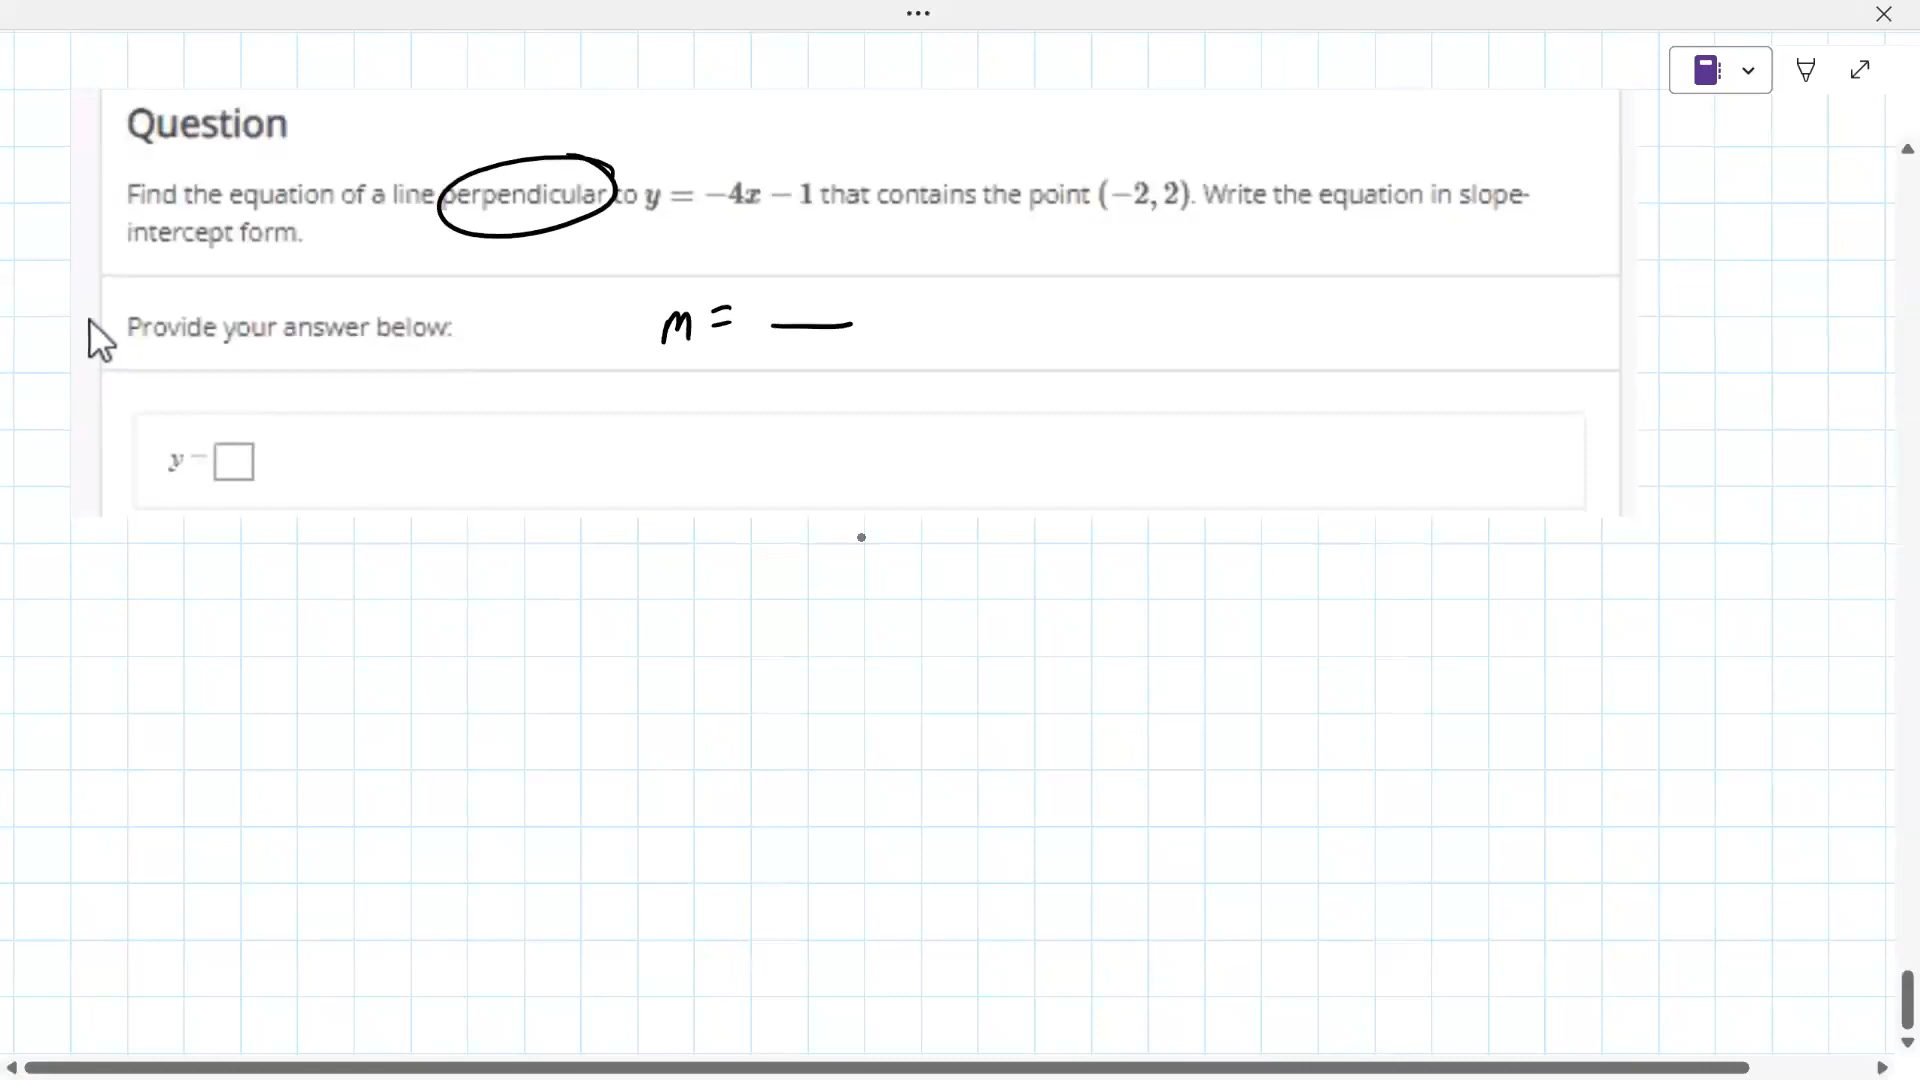 Question
Find the equation of a line perpendicular to y = −4x − 1 that contains the point (−2, 2). Write the equation in slope-
intercept form.
Provide your answer below:
m = __
y =